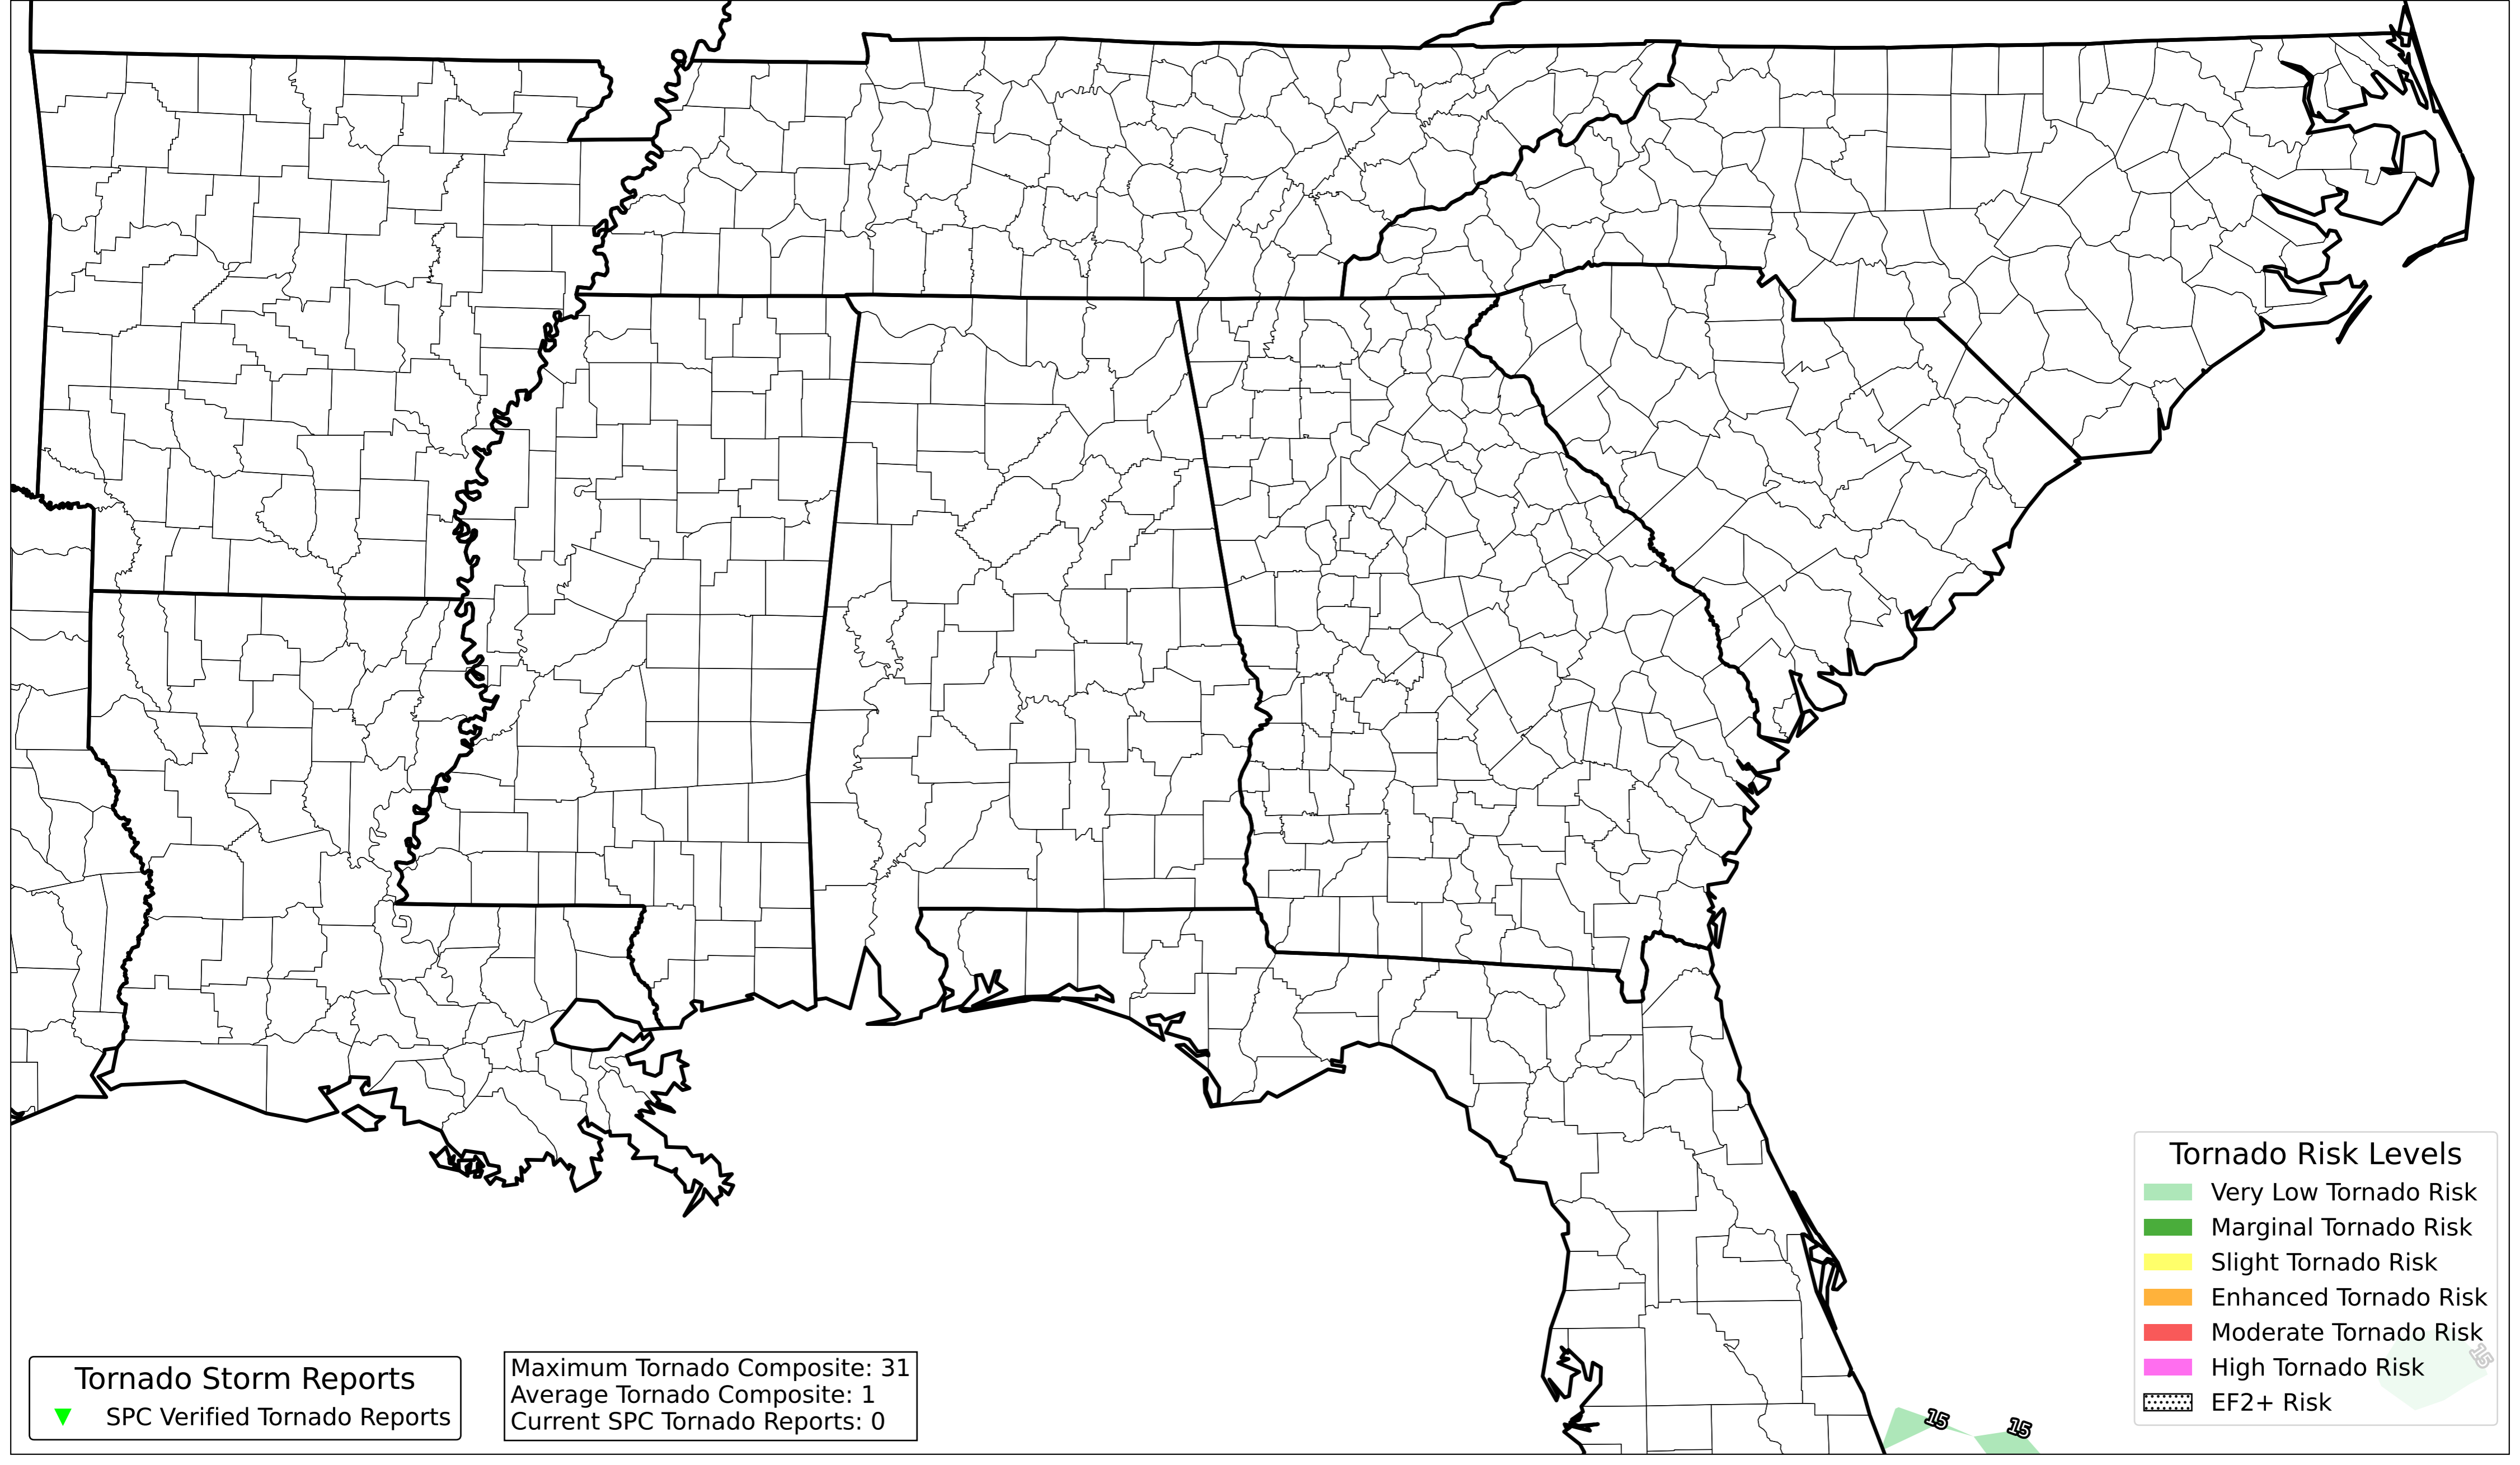 Tornado Risk Levels
Very Low Tornado Risk
Marginal Tornado Risk
Slight Tornado Risk
Enhanced Tornado Risk
Moderate Tornado Risk
High Tornado Risk
EF2+ Risk
15
Tornado Storm Reports
SPC Verified Tornado Reports
Maximum Tornado Composite: 31
Average Tornado Composite: 1
Current SPC Tornado Reports: 0
15
15